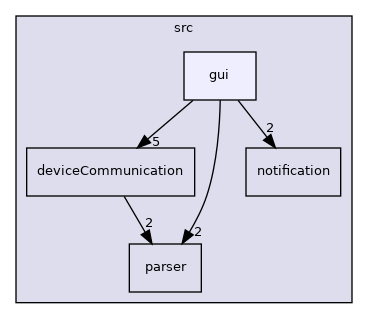 src
gui
5
2
deviceCommunication
notification
2
2
parser